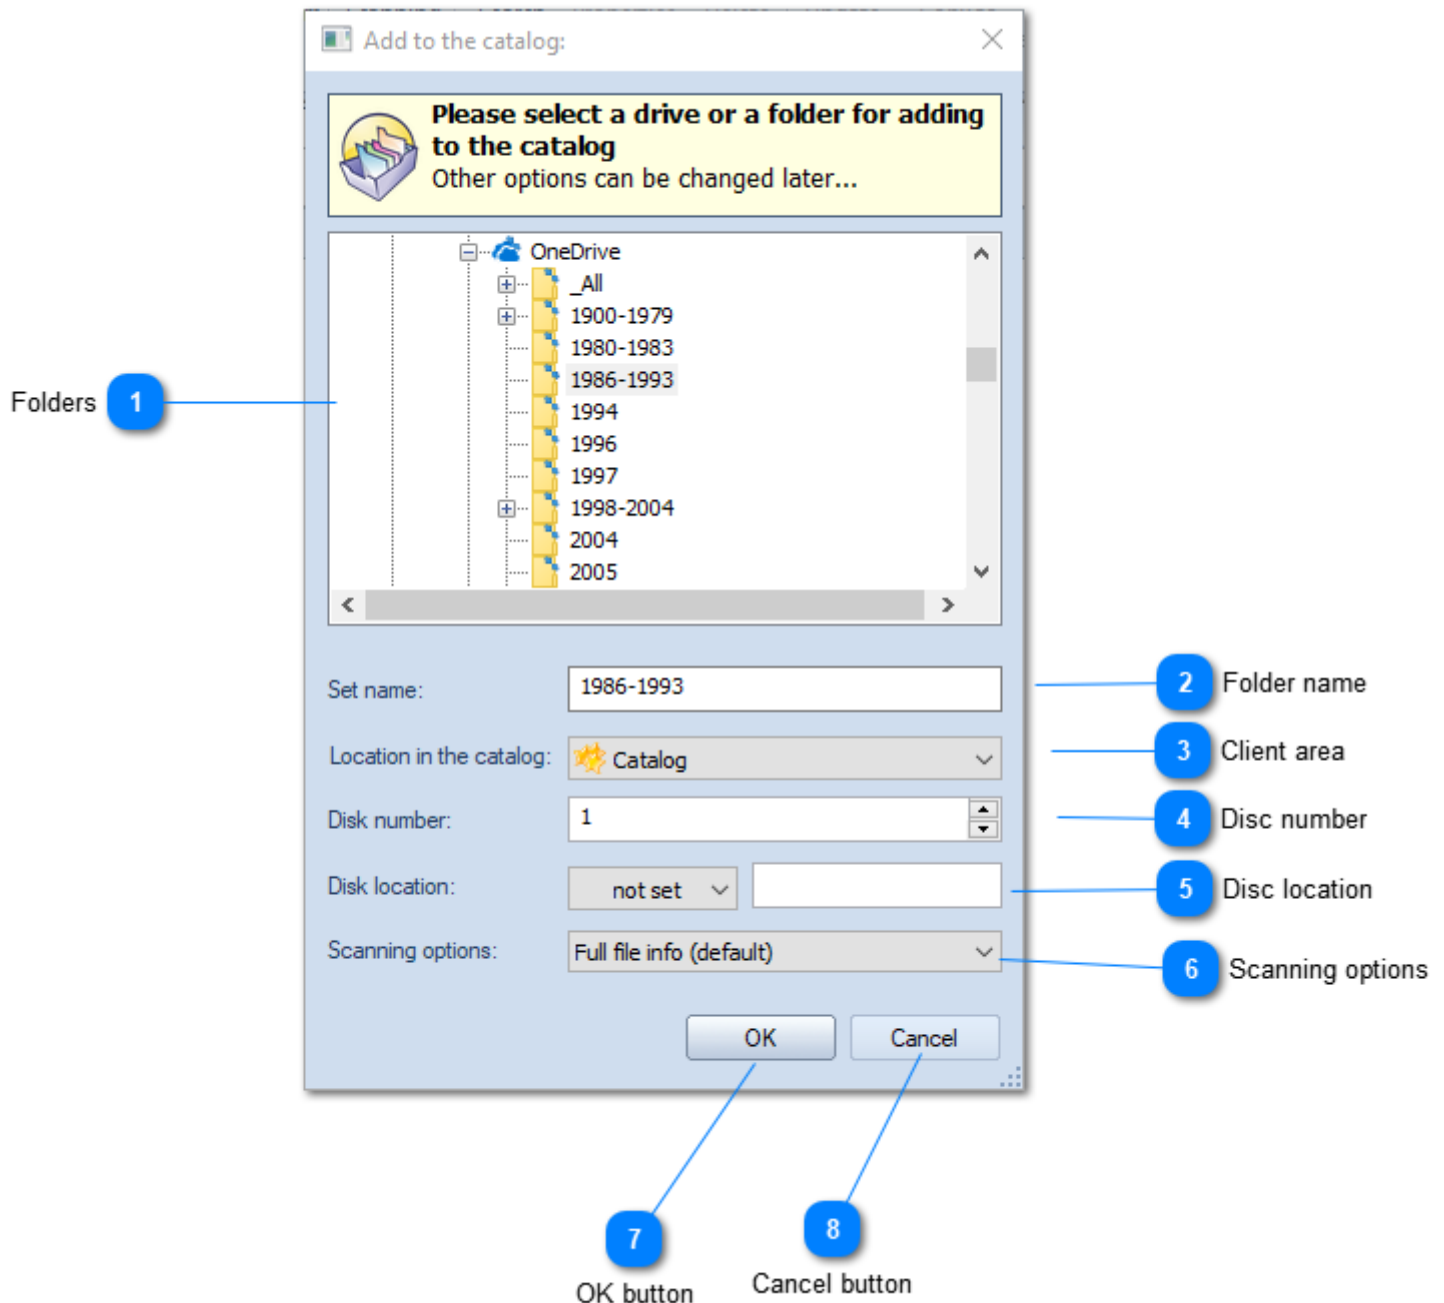 Add to the catalog:
Please select a drive or a folder for adding
to the catalog
Other options can be changed later...
OneDrive
_All
1900-1979
1980-1983
1986-1993
1994
1996
1997
1998-2004
2004
2005
Folders 1
Set name: 1986-1993
2 Folder name
Location in the catalog: Catalog
3 Client area
Disk number: 1
4 Disc number
Disk location: not set
5 Disc location
Scanning options: Full file info (default)
6 Scanning options
OK Cancel
7
OK button
8
Cancel button